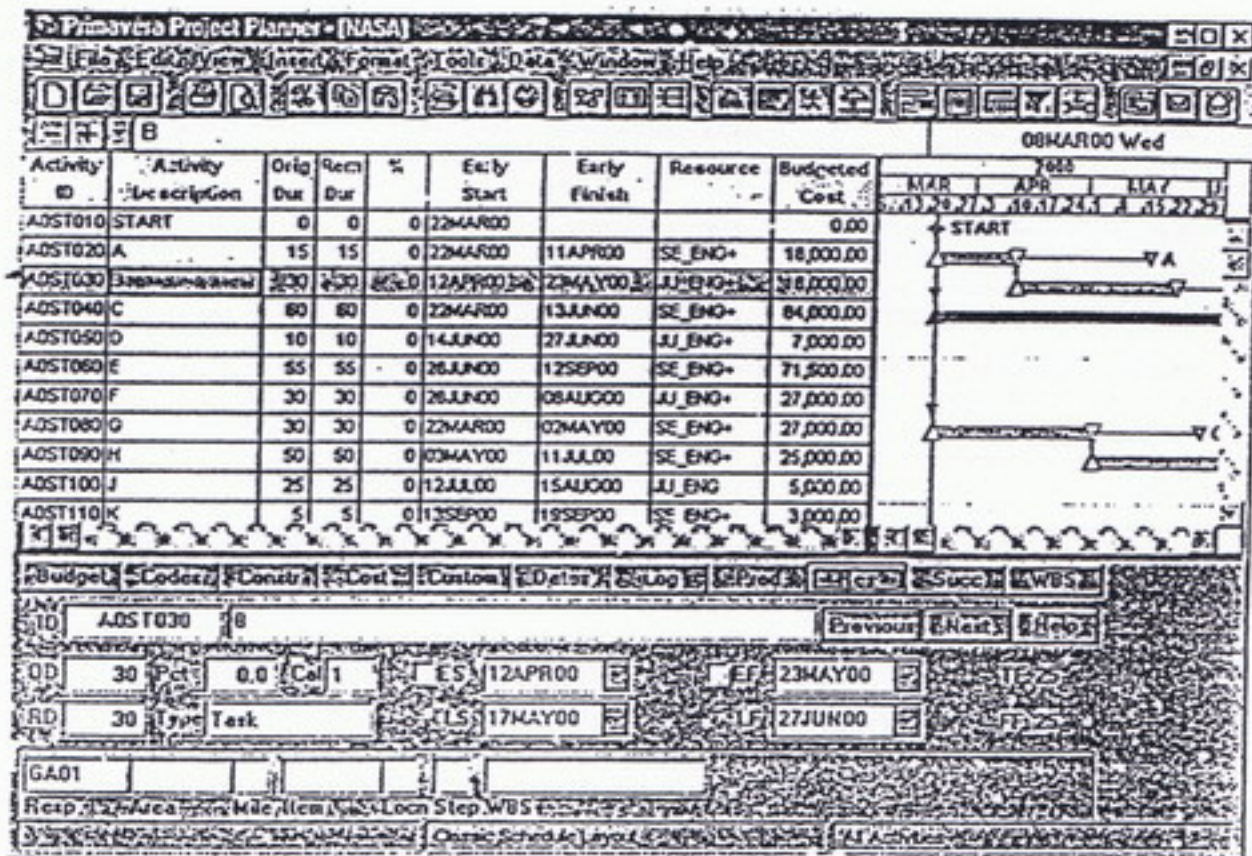 Primavera Project Planner - [NASA]
File Edit View Insert Format Tools Data Window Help
B
08MAR00 Wed
Activity ID Activity Description Orig Dur Rem Dur % Early Start Early Finish Resource Budgeted Cost
2000
MAR APR MAY
A0ST010 START 0 0 0 22MAR00 0.00 START
A0ST020 A 15 15 0 22MAR00 11APR00 SE_ENG+ 18,000.00 A
A0ST030 30 30 0 12APR00 23MAY00 JU_ENG+
A0ST040 C 60 60 0 22MAR00 13JUN00 SE_ENG+ 84,000.00
A0ST050 D 10 10 0 14JUN00 27JUN00 JU_ENG+ 7,000.00
A0ST060 E 55 55 0 28JUN00 12SEP00 SE_ENG+ 71,500.00
A0ST070 F 30 30 0 28JUN00 08AUG00 JU_ENG+ 27,000.00
A0ST080 G 30 30 0 22MAR00 02MAY00 SE_ENG+ 27,000.00
A0ST090 H 50 50 0 03MAY00 11JUL00 SE_ENG+ 25,000.00
A0ST100 J 25 25 0 12JUL00 15AUG00 JU_ENG 5,000.00
A0ST110 K 5 5 0 13SEP00 19SEP00 SE_ENG+ 3,000.00
Budget Codes Constr Cost Custom Dates Log Pred Res Succ WBS
ID A0ST030 B Previous Next Help
OD 30 Pct 0.0 Cal 1 ES 12APR00 EF 23MAY00 TF 25
RD 30 Type Task LS 17MAY00 LF 27JUN00 FF 25
GA01
Resp Area Mile Item Locn Step WBS
Classic Schedule Layout All Activities